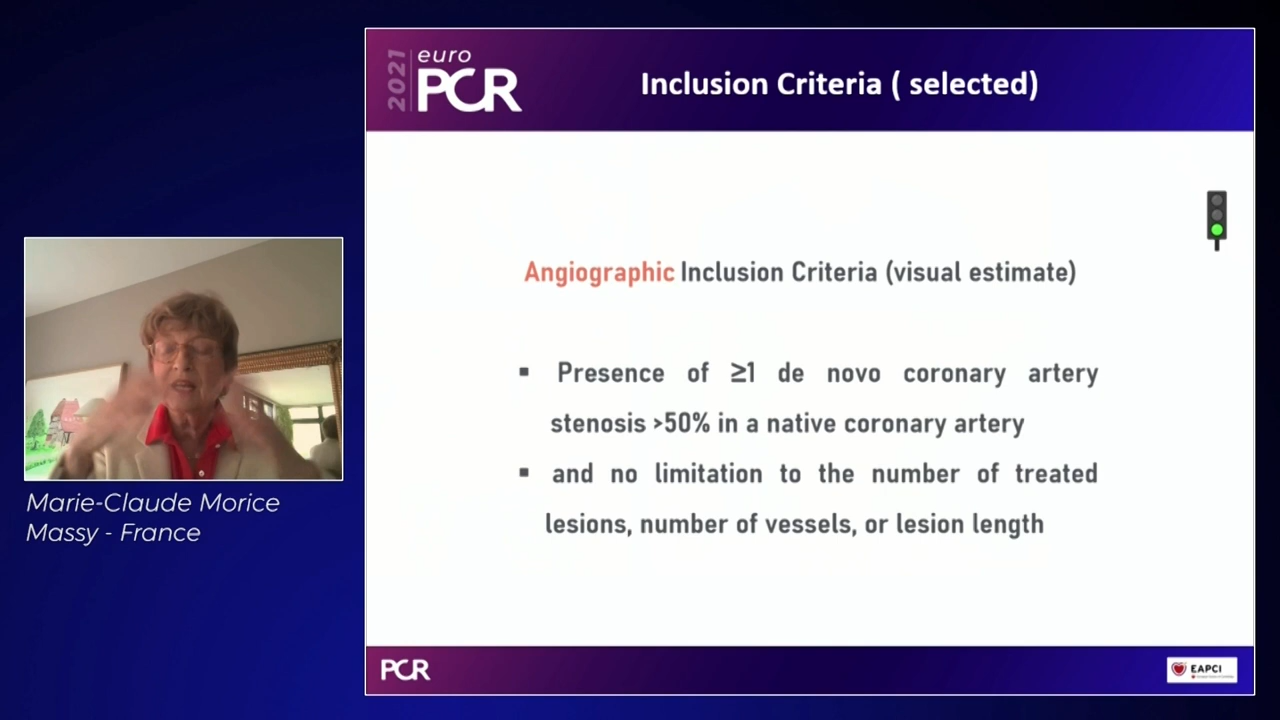 2021 euro
PCR
Inclusion Criteria ( selected)
Angiographic Inclusion Criteria (visual estimate)
▪ Presence of ≥1 de novo coronary artery
stenosis >50% in a native coronary artery
▪ and no limitation to the number of treated
lesions, number of vessels, or lesion length
Marie-Claude Morice
Massy - France
PCR
EAPCI